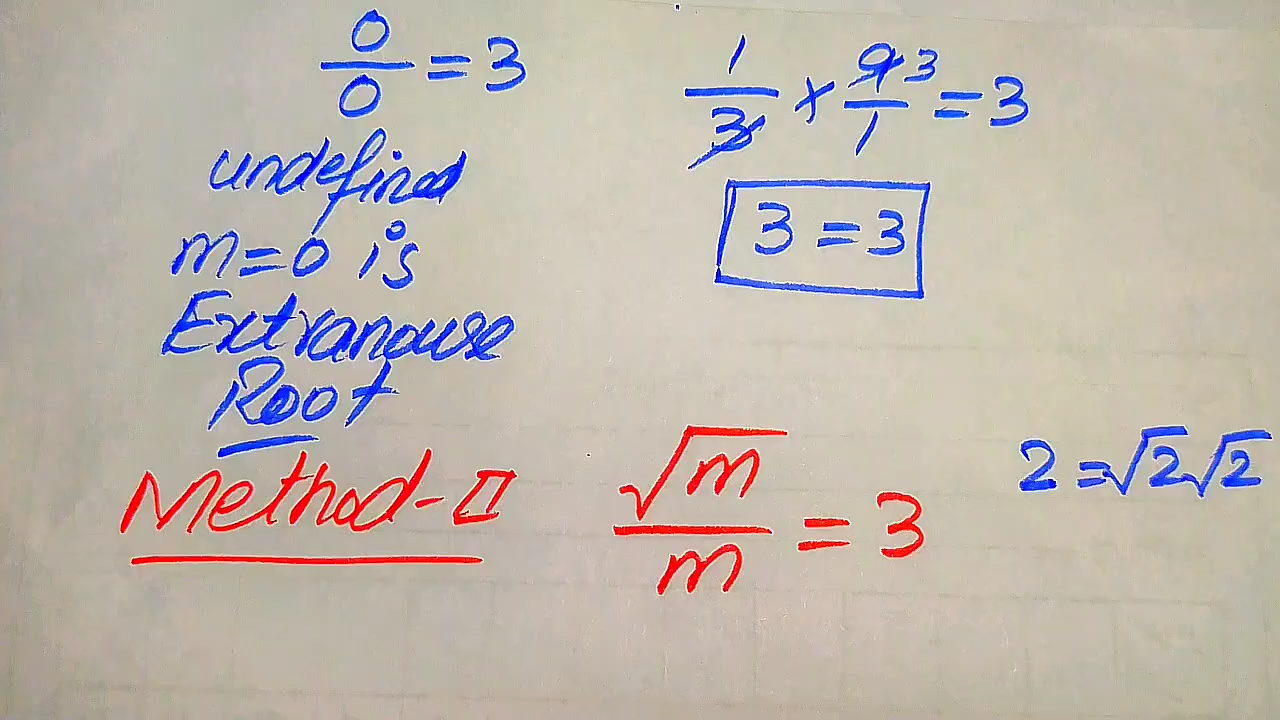 0/0 = 3
undefined
m=0 is
Extranouse
Root
1/3 × 9/1 3 = 3
3 = 3
Method-II
√m/m = 3
2 = √2√2